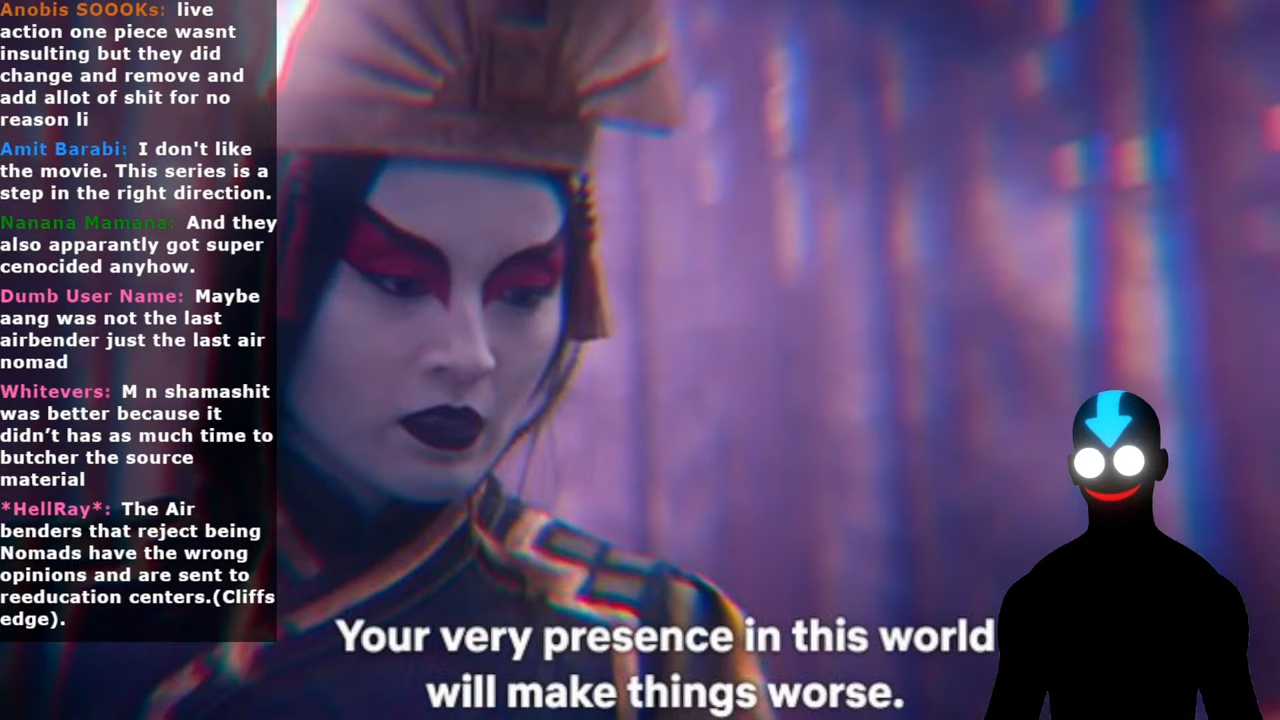 Anobis SOOOKs: live
action one piece wasnt
insulting but they did
change and remove and
add allot of shit for no
reason li
Amit Barabi: I don't like
the movie. This series is a
step in the right direction.
Nanana Mamana: And they
also apparantly got super
cenocided anyhow.
Dumb User Name: Maybe
aang was not the last
airbender just the last air
nomad
Whitevers: M n shamashit
was better because it
didn’t has as much time to
butcher the source
material
*HellRay*: The Air
benders that reject being
Nomads have the wrong
opinions and are sent to
reeducation centers.(Cliffs
edge).
Your very presence in this world
will make things worse.